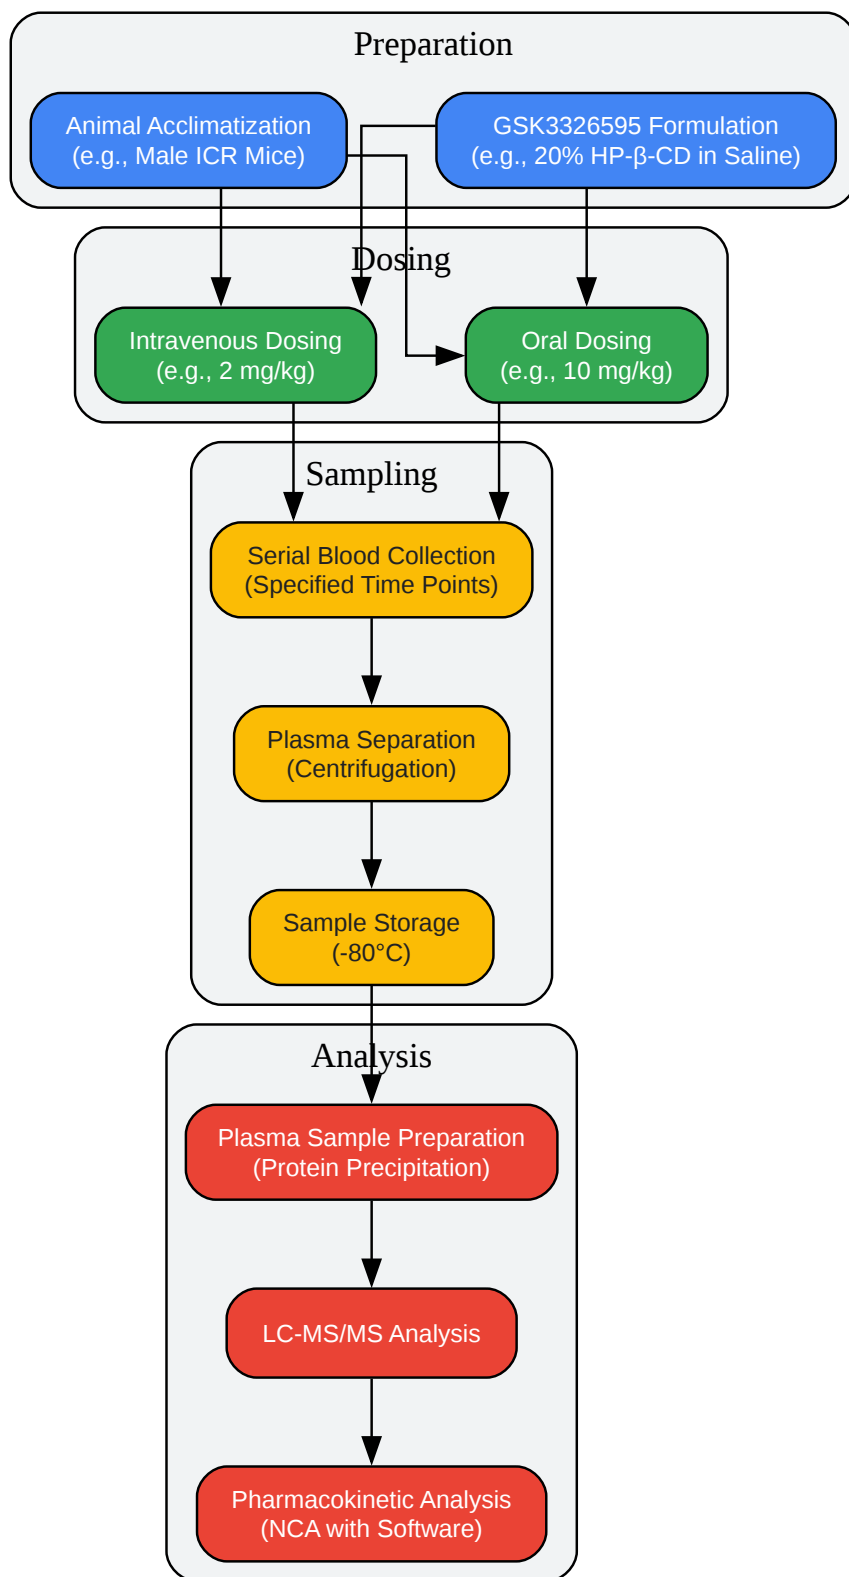 Preparation
Animal Acclimatization
(e.g., Male ICR Mice)
GSK3326595 Formulation
(e.g., 20% HP-β-CD in Saline)
Dosing
Intravenous Dosing
(e.g., 2 mg/kg)
Oral Dosing
(e.g., 10 mg/kg)
Sampling
Serial Blood Collection
(Specified Time Points)
Plasma Separation
(Centrifugation)
Sample Storage
(-80°C)
Analysis
Plasma Sample Preparation
(Protein Precipitation)
LC-MS/MS Analysis
Pharmacokinetic Analysis
(NCA with Software)